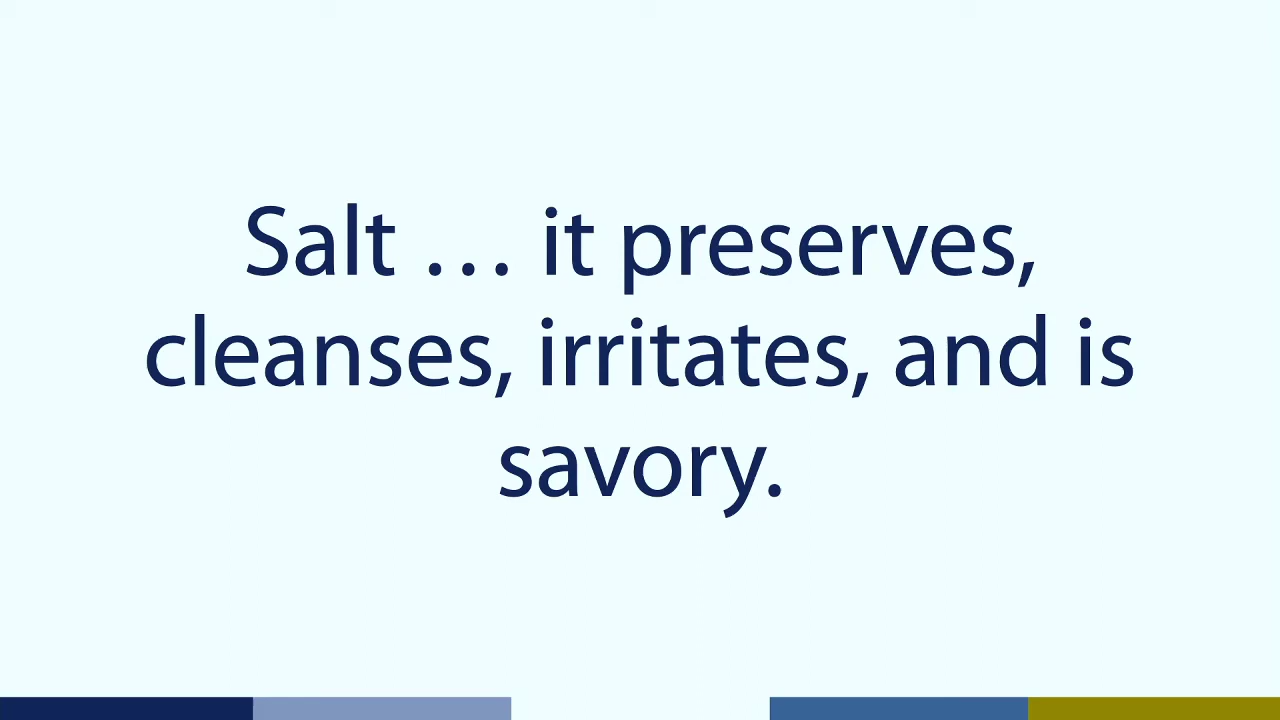 Salt … it preserves,
cleanses, irritates, and is
savory.